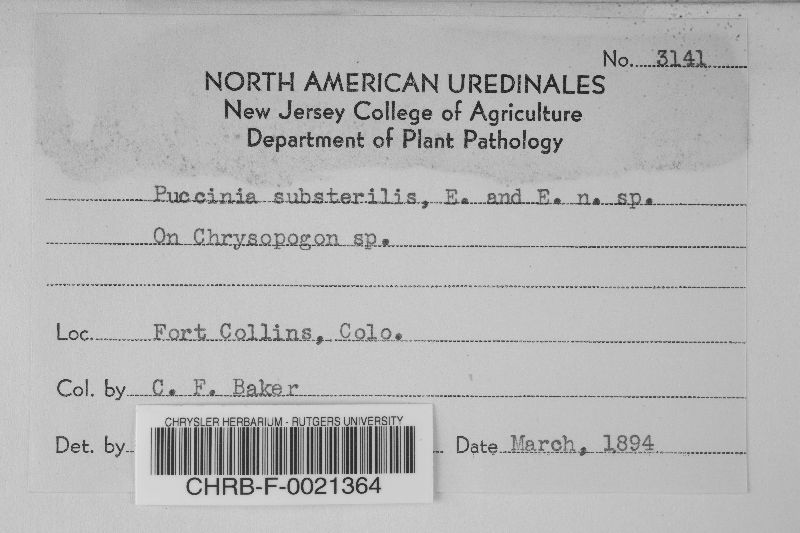 No. 3141
NORTH AMERICAN UREDINALES
New Jersey College of Agriculture
Department of Plant Pathology
Puccinia substerilis, E. and E. n. sp.
On Chrysopogon sp.
Loc. Fort Collins, Colo.
Col. by C. F. Baker
Det. by
Date March, 1894
CHRYSLER HERBARIUM - RUTGERS UNIVERSITY
CHRB-F-0021364